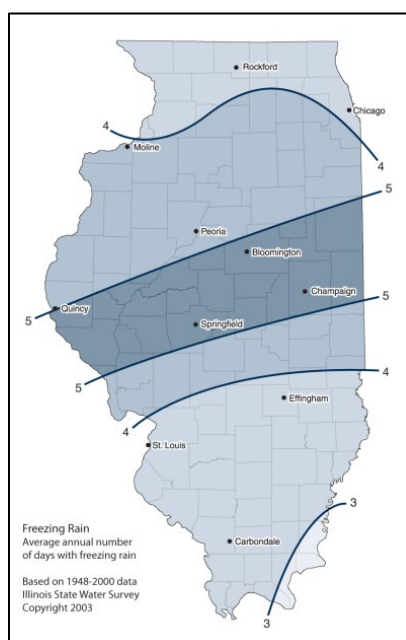 Rockford
Chicago
4
Moline
4
5
Peoria
Bloomington
Champaign
5
Quincy
5
Springfield
5
4
Effingham
4
St. Louis
3
Freezing Rain
Average annual number
of days with freezing rain
Carbondale
Based on 1948-2000 data
Illinois State Water Survey
Copyright 2003
3